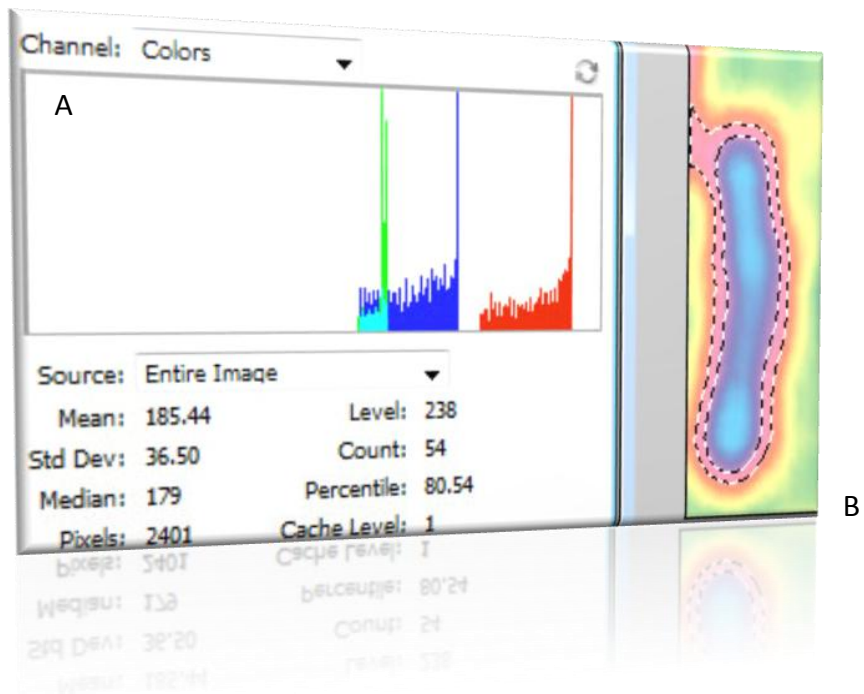 Channel: Colors
A
Source: Entire Image
Mean: 185.44 Level: 238
Std Dev: 36.50 Count: 54
Median: 179 Percentile: 80.54
Pixels: 2401 Cache Level: 1
B